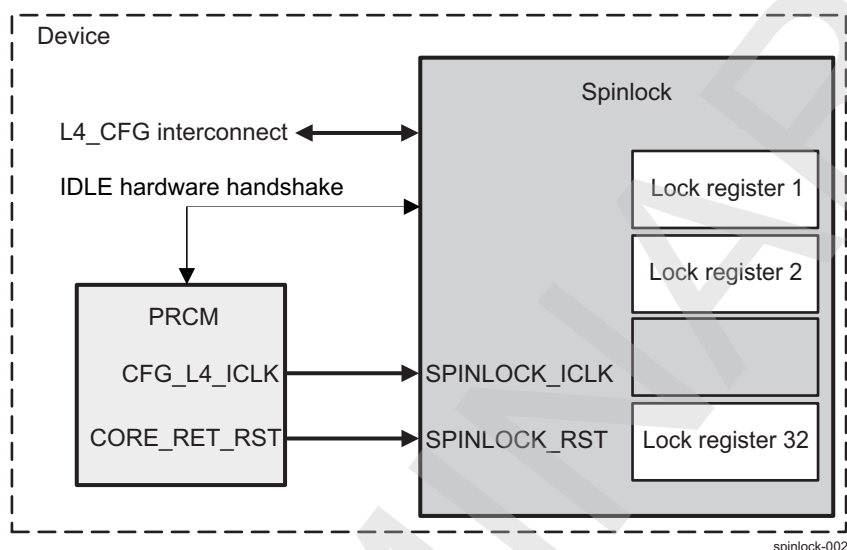 Device
Spinlock
L4_CFG interconnect
IDLE hardware handshake
Lock register 1
Lock register 2
PRCM
CFG_L4_ICLK
SPINLOCK_ICLK
CORE_RET_RST
SPINLOCK_RST
Lock register 32
spinlock-002